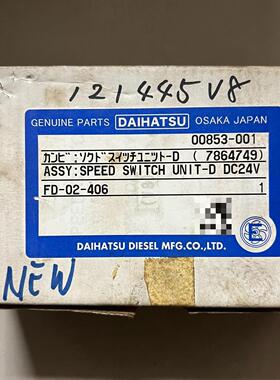 121445V8
GENUINE PARTS DAIHATSU OSAKA JAPAN
00853-001
カンビ:ソクドスイッチユニット-D ( 7864749)
ASSY:SPEED SWITCH UNIT-D DC24V
FD-02-406 1
DAIHATSU DIESEL MFG.CO.,LTD.
NEW